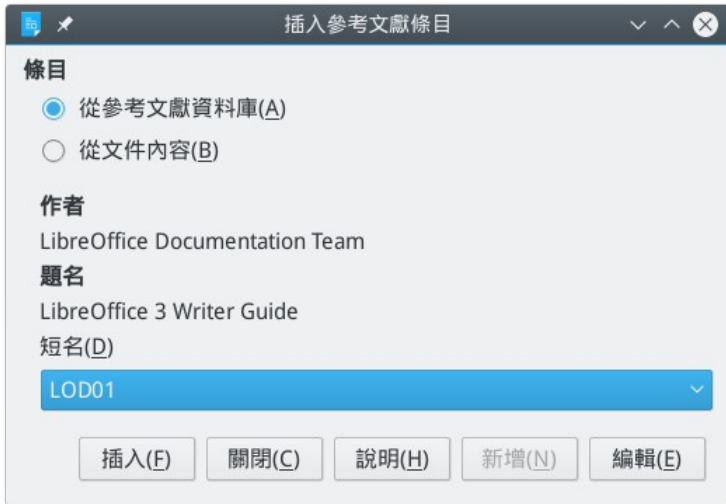 插入參考文獻條目
條目
從參考文獻資料庫(A)
從文件內容(B)
作者
LibreOffice Documentation Team
題名
LibreOffice 3 Writer Guide
短名(D)
LOD01
插入(F) 關閉(C) 說明(H) 新增(N) 編輯(E)